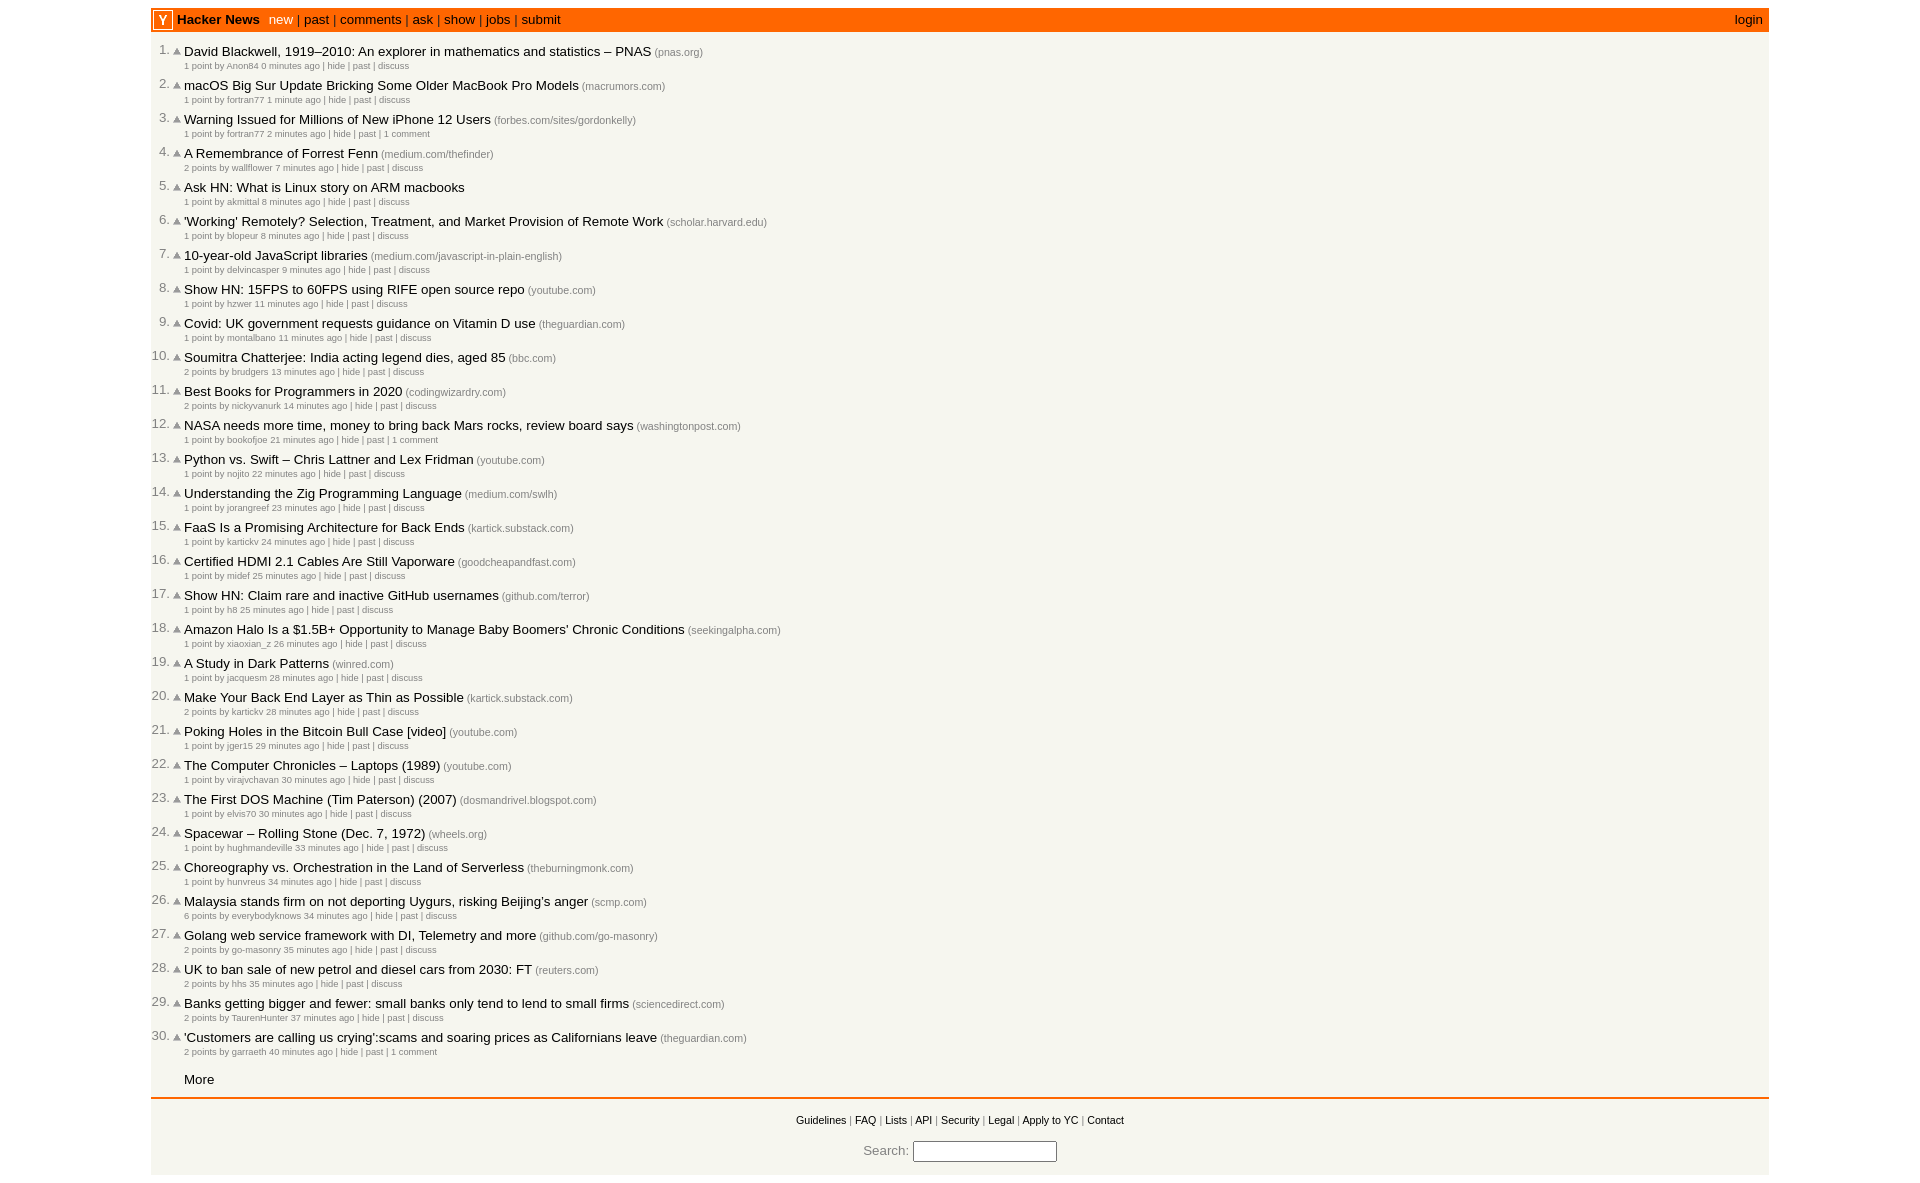 Y Hacker News new | past | comments | ask | show | jobs | submit login
1. David Blackwell, 1919–2010: An explorer in mathematics and statistics – PNAS (pnas.org)
1 point by Anon84 0 minutes ago | hide | past | discuss
2. macOS Big Sur Update Bricking Some Older MacBook Pro Models (macrumors.com)
1 point by fortran77 1 minute ago | hide | past | discuss
3. Warning Issued for Millions of New iPhone 12 Users (forbes.com/sites/gordonkelly)
1 point by fortran77 2 minutes ago | hide | past | 1 comment
4. A Remembrance of Forrest Fenn (medium.com/thefinder)
2 points by wallflower 7 minutes ago | hide | past | discuss
5. Ask HN: What is Linux story on ARM macbooks
1 point by akmittal 8 minutes ago | hide | past | discuss
6. 'Working' Remotely? Selection, Treatment, and Market Provision of Remote Work (scholar.harvard.edu)
1 point by blopeur 8 minutes ago | hide | past | discuss
7. 10-year-old JavaScript libraries (medium.com/javascript-in-plain-english)
1 point by delvincasper 9 minutes ago | hide | past | discuss
8. Show HN: 15FPS to 60FPS using RIFE open source repo (youtube.com)
1 point by hzwer 11 minutes ago | hide | past | discuss
9. Covid: UK government requests guidance on Vitamin D use (theguardian.com)
1 point by montalbano 11 minutes ago | hide | past | discuss
10. Soumitra Chatterjee: India acting legend dies, aged 85 (bbc.com)
2 points by brudgers 13 minutes ago | hide | past | discuss
11. Best Books for Programmers in 2020 (codingwizardry.com)
2 points by nickyvanurk 14 minutes ago | hide | past | discuss
12. NASA needs more time, money to bring back Mars rocks, review board says (washingtonpost.com)
1 point by bookofjoe 21 minutes ago | hide | past | 1 comment
13. Python vs. Swift – Chris Lattner and Lex Fridman (youtube.com)
1 point by nojito 22 minutes ago | hide | past | discuss
14. Understanding the Zig Programming Language (medium.com/swlh)
1 point by jorangreef 23 minutes ago | hide | past | discuss
15. FaaS Is a Promising Architecture for Back Ends (kartick.substack.com)
1 point by kartickv 24 minutes ago | hide | past | discuss
16. Certified HDMI 2.1 Cables Are Still Vaporware (goodcheapandfast.com)
1 point by midef 25 minutes ago | hide | past | discuss
17. Show HN: Claim rare and inactive GitHub usernames (github.com/terror)
1 point by h8 25 minutes ago | hide | past | discuss
18. Amazon Halo Is a $1.5B+ Opportunity to Manage Baby Boomers' Chronic Conditions (seekingalpha.com)
1 point by xiaoxian_z 26 minutes ago | hide | past | discuss
19. A Study in Dark Patterns (winred.com)
1 point by jacquesm 28 minutes ago | hide | past | discuss
20. Make Your Back End Layer as Thin as Possible (kartick.substack.com)
2 points by kartickv 28 minutes ago | hide | past | discuss
21. Poking Holes in the Bitcoin Bull Case [video] (youtube.com)
1 point by jger15 29 minutes ago | hide | past | discuss
22. The Computer Chronicles – Laptops (1989) (youtube.com)
1 point by virajvchavan 30 minutes ago | hide | past | discuss
23. The First DOS Machine (Tim Paterson) (2007) (dosmandrivel.blogspot.com)
1 point by elvis70 30 minutes ago | hide | past | discuss
24. Spacewar – Rolling Stone (Dec. 7, 1972) (wheels.org)
1 point by hughmandeville 33 minutes ago | hide | past | discuss
25. Choreography vs. Orchestration in the Land of Serverless (theburningmonk.com)
1 point by hunvreus 34 minutes ago | hide | past | discuss
26. Malaysia stands firm on not deporting Uygurs, risking Beijing’s anger (scmp.com)
6 points by everybodyknows 34 minutes ago | hide | past | discuss
27. Golang web service framework with DI, Telemetry and more (github.com/go-masonry)
2 points by go-masonry 35 minutes ago | hide | past | discuss
28. UK to ban sale of new petrol and diesel cars from 2030: FT (reuters.com)
2 points by hhs 35 minutes ago | hide | past | discuss
29. Banks getting bigger and fewer: small banks only tend to lend to small firms (sciencedirect.com)
2 points by TaurenHunter 37 minutes ago | hide | past | discuss
30. 'Customers are calling us crying':scams and soaring prices as Californians leave (theguardian.com)
2 points by garraeth 40 minutes ago | hide | past | 1 comment
More
Guidelines | FAQ | Lists | API | Security | Legal | Apply to YC | Contact
Search: